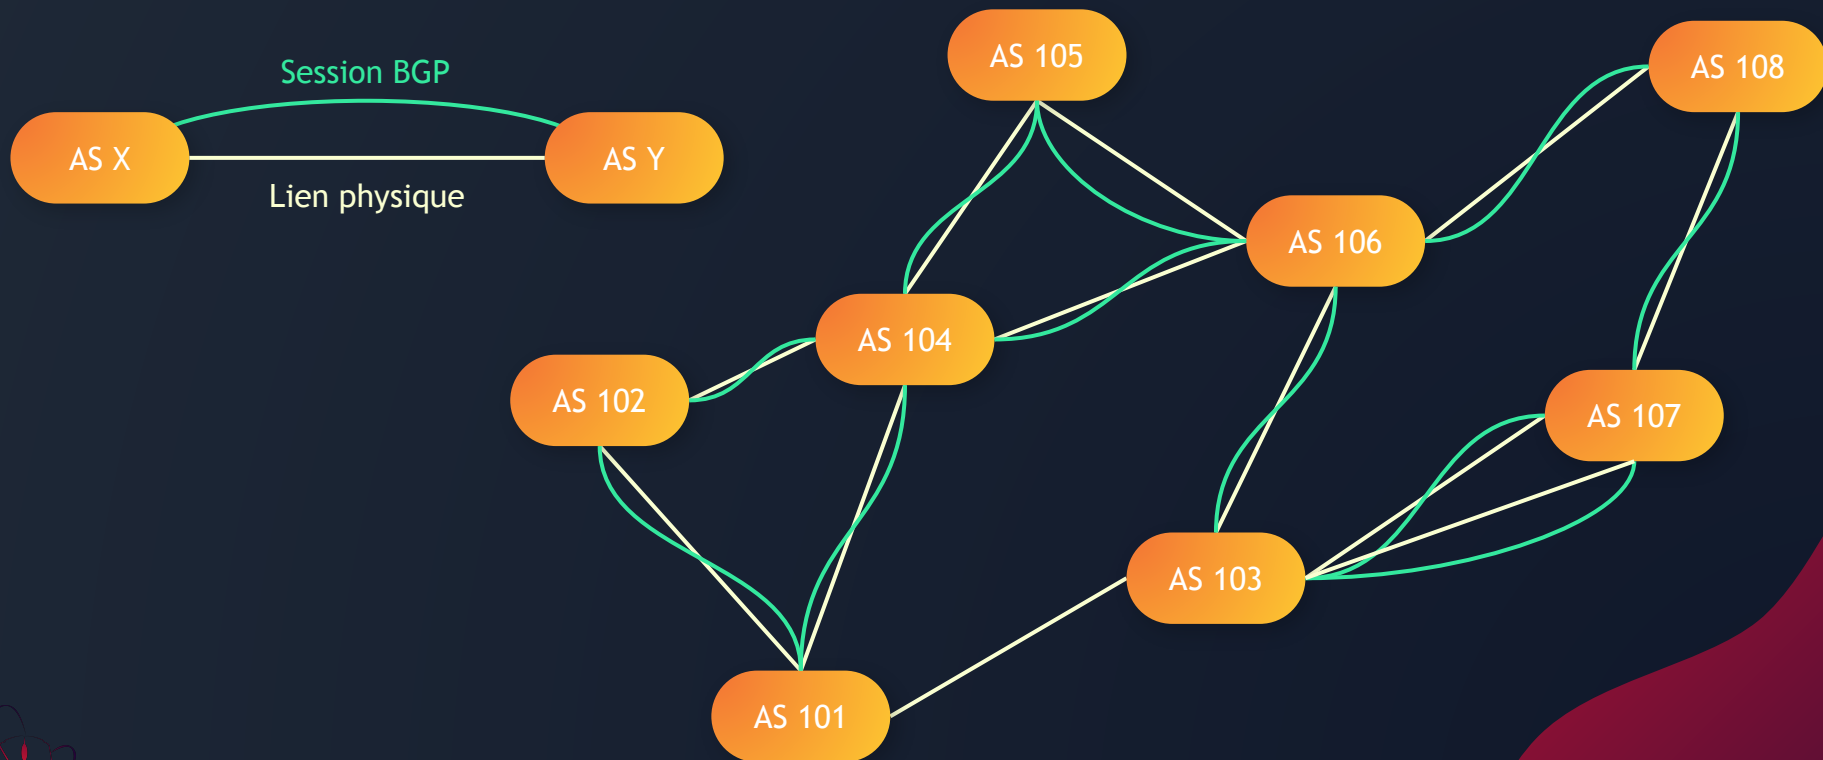 AS 105
AS 108
Session BGP
AS X
AS Y
Lien physique
AS 106
AS 104
AS 102
AS 107
AS 103
AS 101